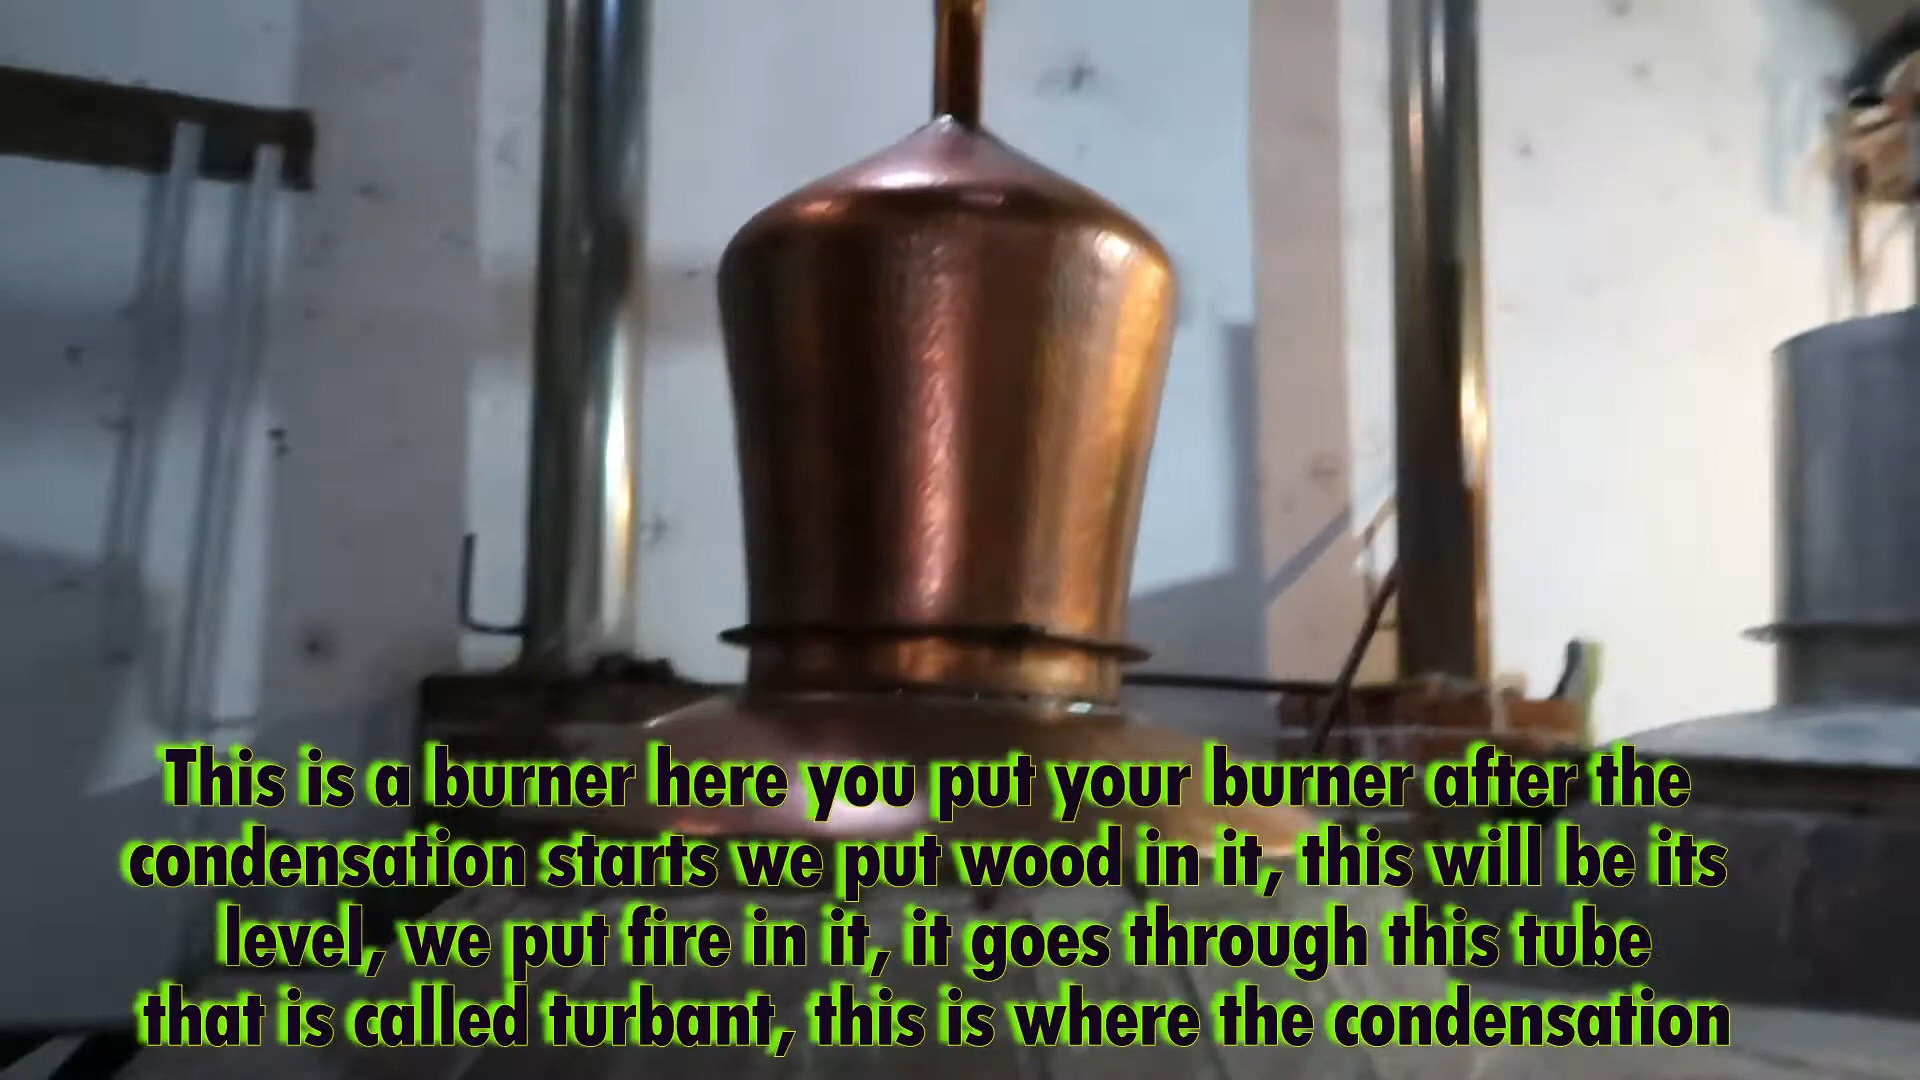 This is a burner here you put your burner after the
condensation starts we put wood in it, this will be its
level, we put fire in it, it goes through this tube
that is called turbant, this is where the condensation